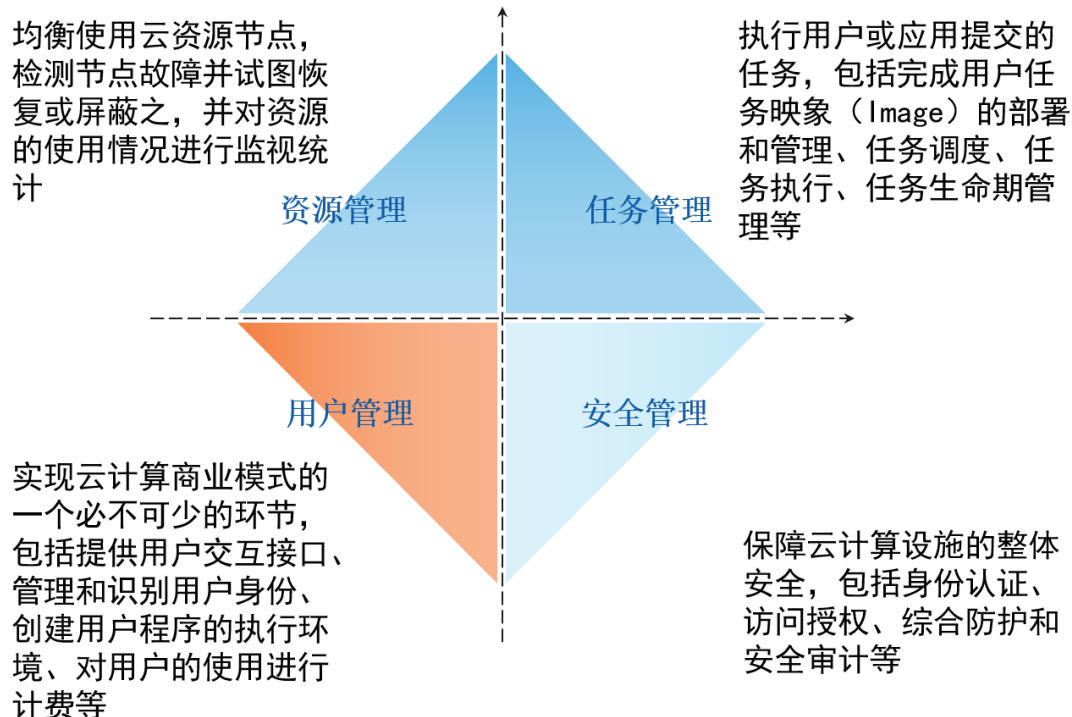 均衡使用云资源节点，
检测节点故障并试图恢
复或屏蔽之，并对资源
的使用情况进行监视统
计
执行用户或应用提交的
任务，包括完成用户任
务映象（Image）的部署
和管理、任务调度、任
务执行、任务生命期管
理等
资源管理
任务管理
用户管理
安全管理
实现云计算商业模式的
一个必不可少的环节，
包括提供用户交互接口、
管理和识别用户身份、
创建用户程序的执行环
境、对用户的使用进行
计费等
保障云计算设施的整体
安全，包括身份认证、
访问授权、综合防护和
安全审计等